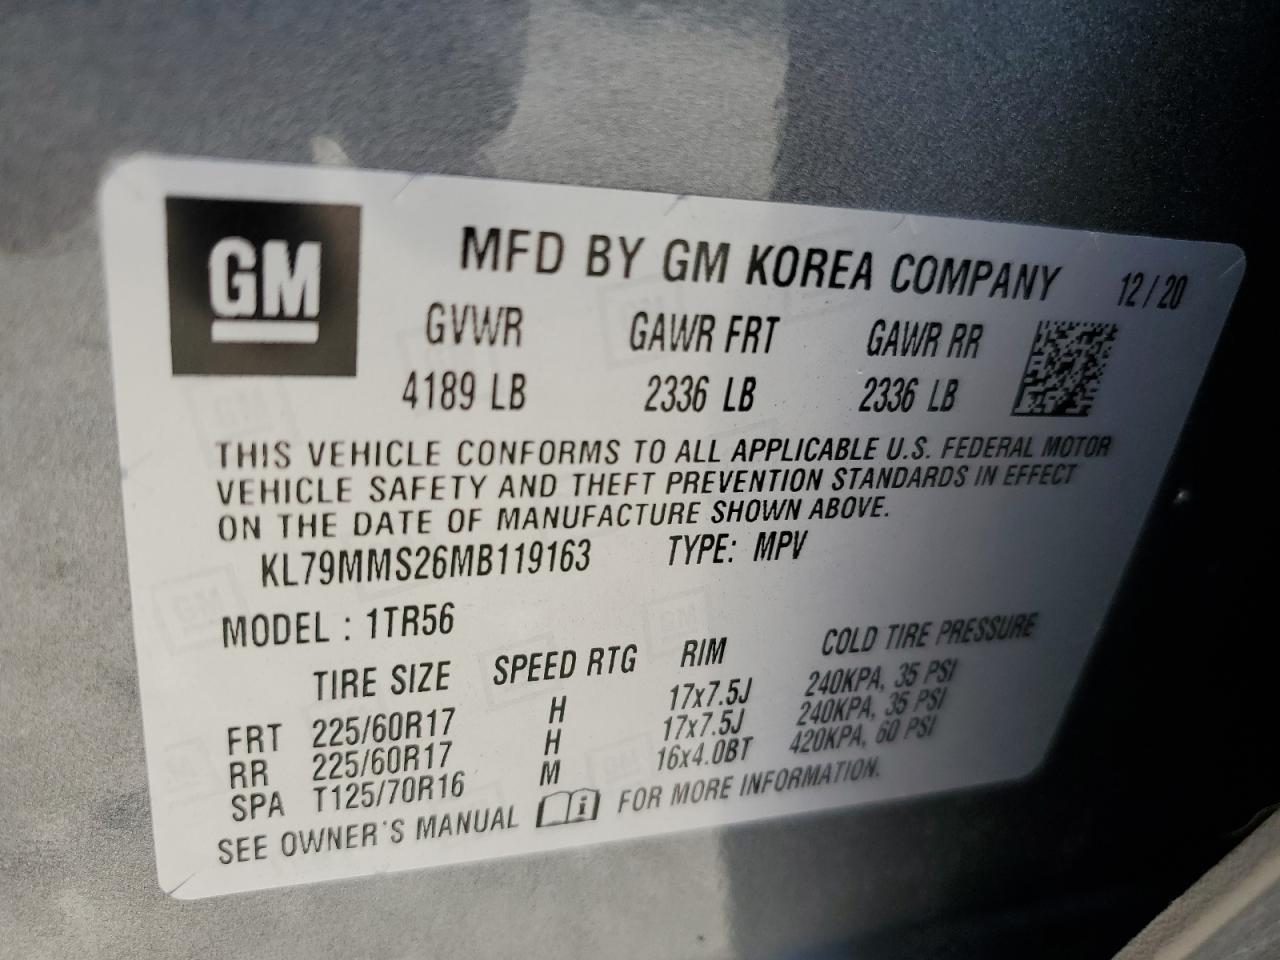 GM
MFD BY GM KOREA COMPANY 12/20
GVWR GAWR FRT GAWR RR
4189 LB 2336 LB 2336 LB
THIS VEHICLE CONFORMS TO ALL APPLICABLE U.S. FEDERAL MOTOR
VEHICLE SAFETY AND THEFT PREVENTION STANDARDS IN EFFECT
ON THE DATE OF MANUFACTURE SHOWN ABOVE.
KL79MMS26MB119163 TYPE: MPV
MODEL : 1TR56
TIRE SIZE SPEED RTG RIM COLD TIRE PRESSURE
FRT 225/60R17 H 17x7.5J 240KPA, 35 PSI
RR 225/60R17 H 17x7.5J 240KPA, 35 PSI
SPA T125/70R16 M 16x4.0BT 420KPA, 60 PSI
SEE OWNER'S MANUAL i FOR MORE INFORMATION.